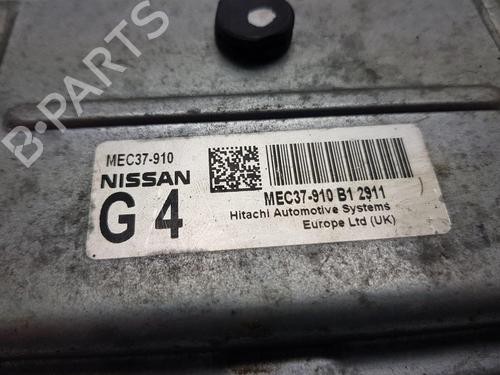 B-PARTS
MEC37-910
NISSAN
G 4
MEC37-910 B1 2911
Hitachi Automotive Systems
Europe Ltd (UK)